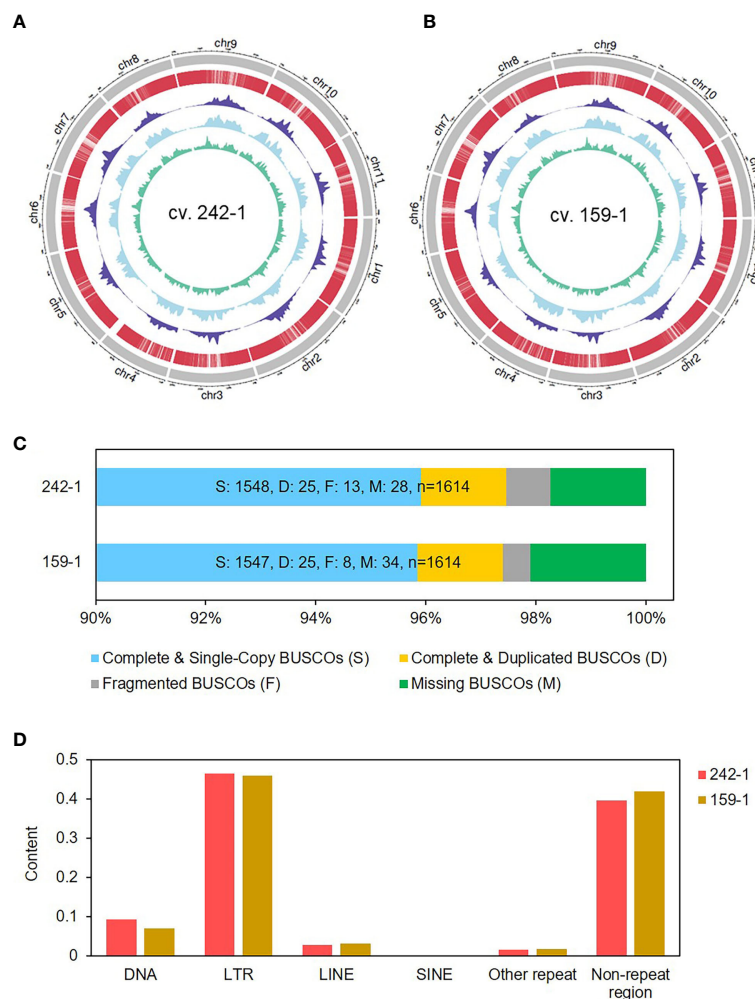 A
B
chr9
chr10
chr11
chr1
chr2
chr3
chr4
chr5
chr6
chr7
chr8
cv. 242-1
chr9
chr10
chr2
chr3
chr4
chr5
chr6
chr7
chr8
cv. 159-1
C
242-1
S: 1548, D: 25, F: 13, M: 28, n=1614
159-1
S: 1547, D: 25, F: 8, M: 34, n=1614
90% 92% 94% 96% 98% 100%
Complete & Single-Copy BUSCOs (S) Complete & Duplicated BUSCOs (D)
Fragmented BUSCOs (F) Missing BUSCOs (M)
D
0.5
0.4
0.3
0.2
0.1
0
Content
242-1
159-1
DNA LTR LINE SINE Other repeat Non-repeat
region